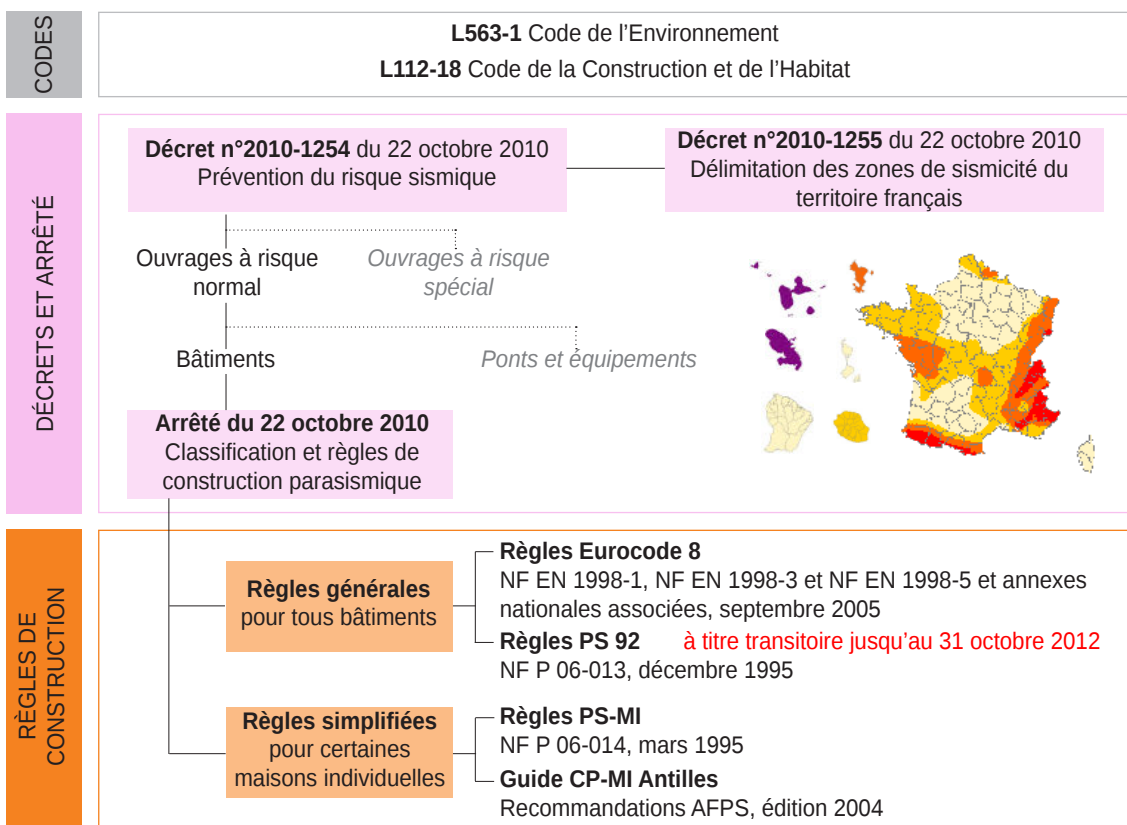 CODES
L563-1 Code de l’Environnement
L112-18 Code de la Construction et de l’Habitat
DÉCRETS ET ARRÊTÉ
Décret n°2010-1254 du 22 octobre 2010
Prévention du risque sismique
Décret n°2010-1255 du 22 octobre 2010
Délimitation des zones de sismicité du
territoire français
Ouvrages à risque
normal
Ouvrages à risque
spécial
Bâtiments
Ponts et équipements
Arrêté du 22 octobre 2010
Classification et règles de
construction parasismique
RÈGLES DE
CONSTRUCTION
Règles générales
pour tous bâtiments
Règles Eurocode 8
NF EN 1998-1, NF EN 1998-3 et NF EN 1998-5 et annexes
nationales associées, septembre 2005
Règles PS 92 à titre transitoire jusqu’au 31 octobre 2012
NF P 06-013, décembre 1995
Règles simplifiées
pour certaines
maisons individuelles
Règles PS-MI
NF P 06-014, mars 1995
Guide CP-MI Antilles
Recommandations AFPS, édition 2004